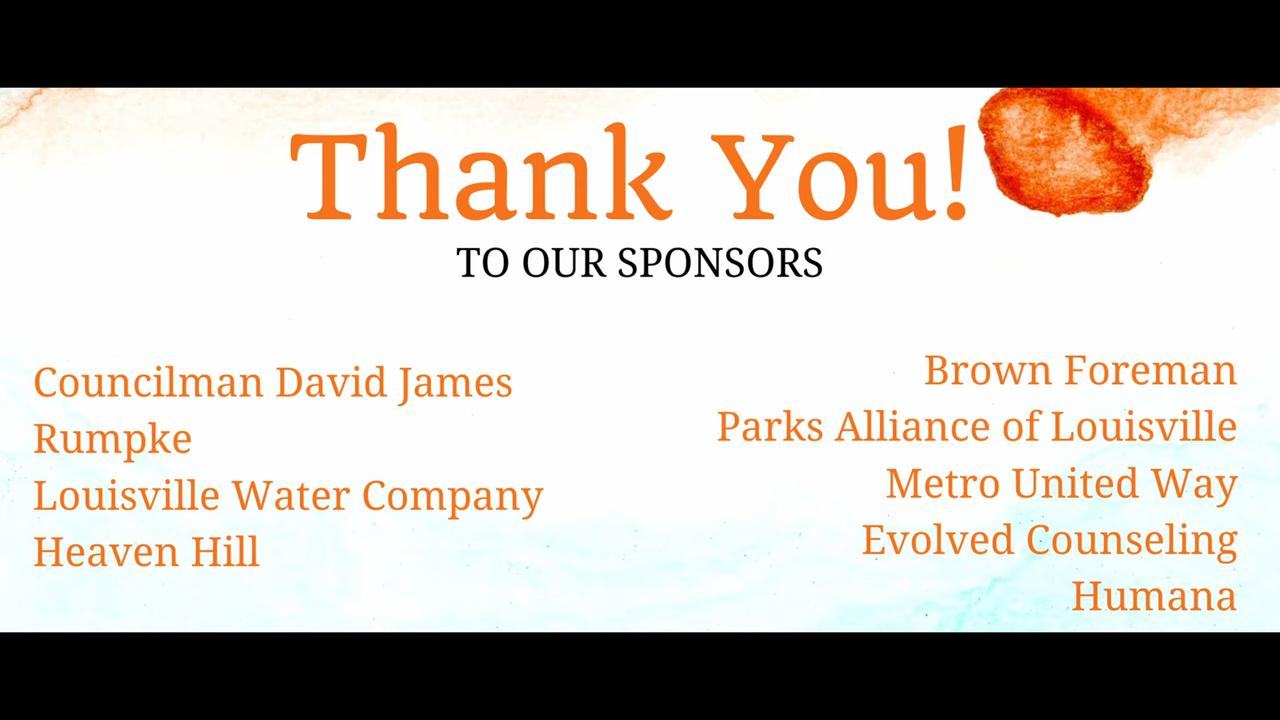 Thank You!
TO OUR SPONSORS
Councilman David James
Rumpke
Louisville Water Company
Heaven Hill
Brown Foreman
Parks Alliance of Louisville
Metro United Way
Evolved Counseling
Humana